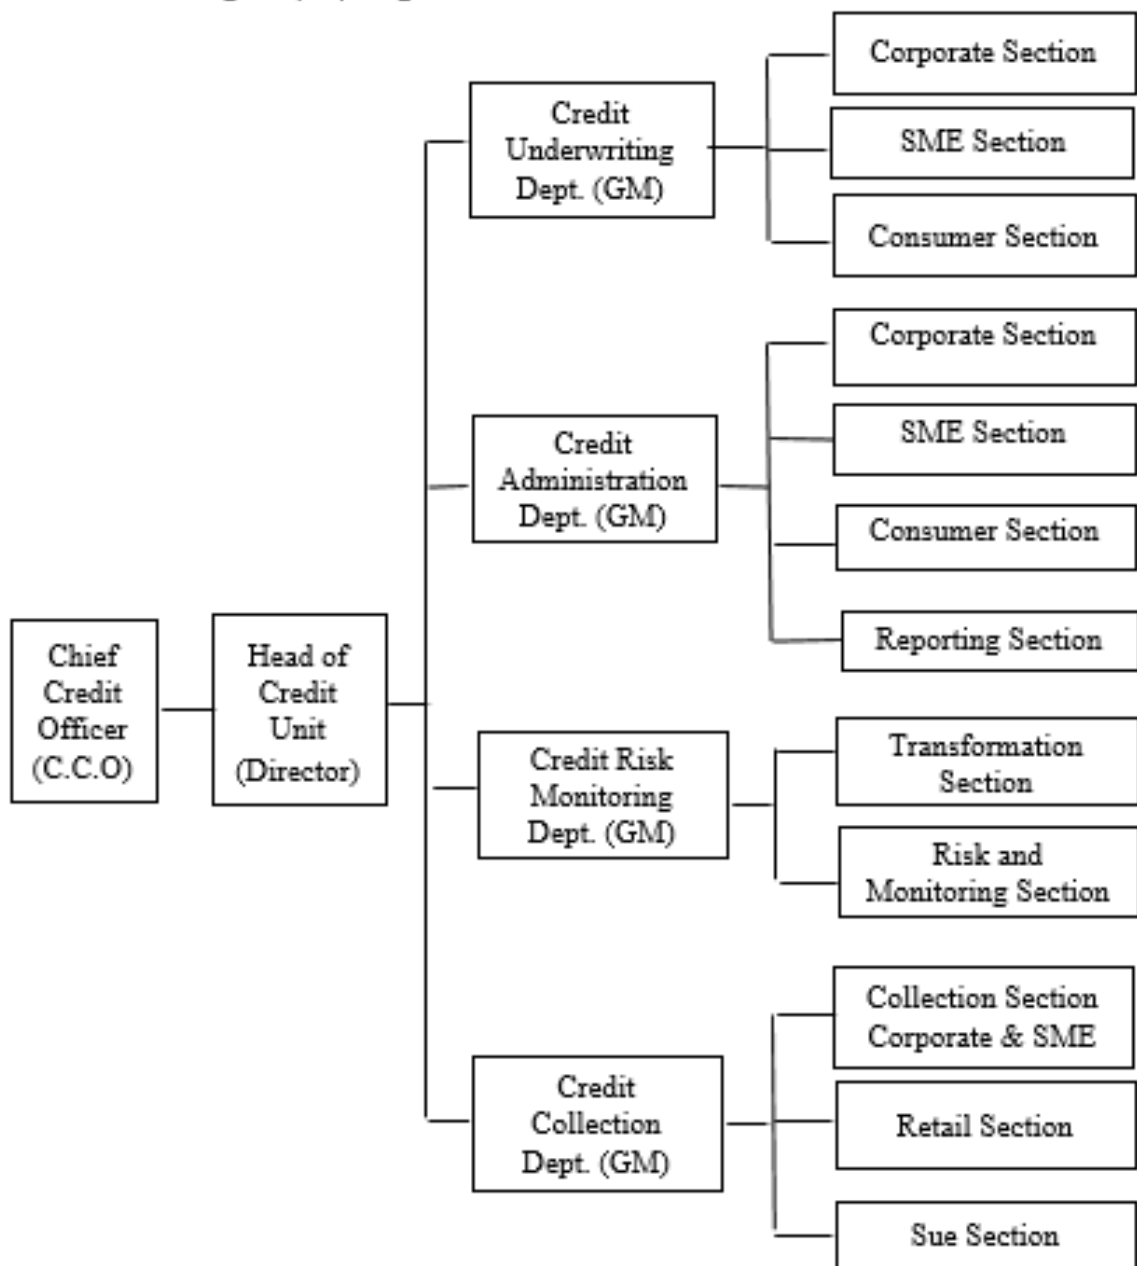 Chief
Credit
Officer
(C.C.O)
Head of
Credit
Unit
(Director)
Credit
Underwriting
Dept. (GM)
Corporate Section
SME Section
Consumer Section
Credit
Administration
Dept. (GM)
Corporate Section
SME Section
Consumer Section
Reporting Section
Credit Risk
Monitoring
Dept. (GM)
Transformation
Section
Risk and
Monitoring Section
Credit
Collection
Dept. (GM)
Collection Section
Corporate & SME
Retail Section
Sue Section